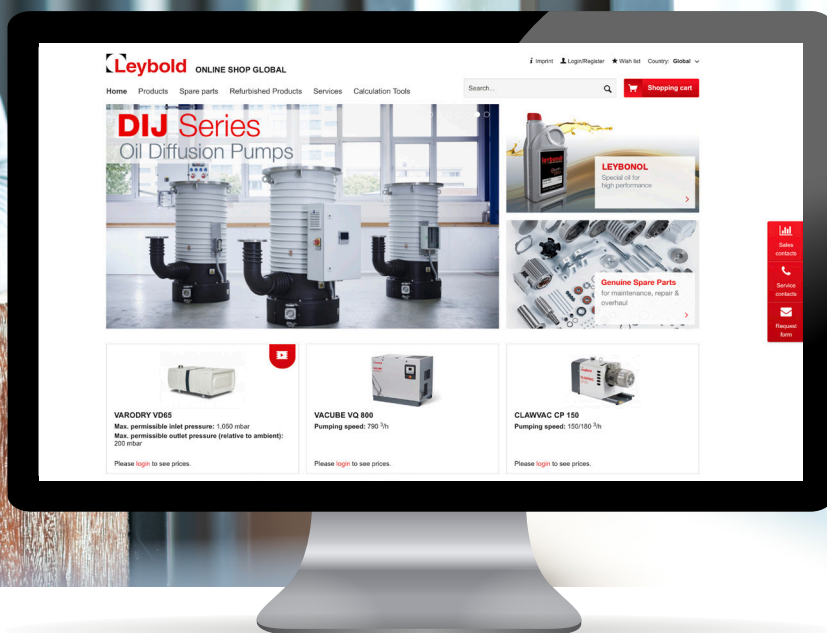 Leybold ONLINE SHOP GLOBAL
i Imprint Login/Register Wish list Country: Global
Home Products Spare parts Refurbished Products Services Calculation Tools
Search...
Shopping cart
DIJ Series
Oil Diffusion Pumps
LEYBONOL
Special oil for
high performance
Genuine Spare Parts
for maintenance, repair &
overhaul
Sales
contacts
Service
contacts
Request
form
VARODRY VD65
Max. permissible inlet pressure: 1,050 mbar
Max. permissible outlet pressure (relative to ambient):
200 mbar
Please login to see prices.
VACUBE VQ 800
Pumping speed: 790 ³/h
Please login to see prices.
CLAWVAC CP 150
Pumping speed: 150/180 ³/h
Please login to see prices.